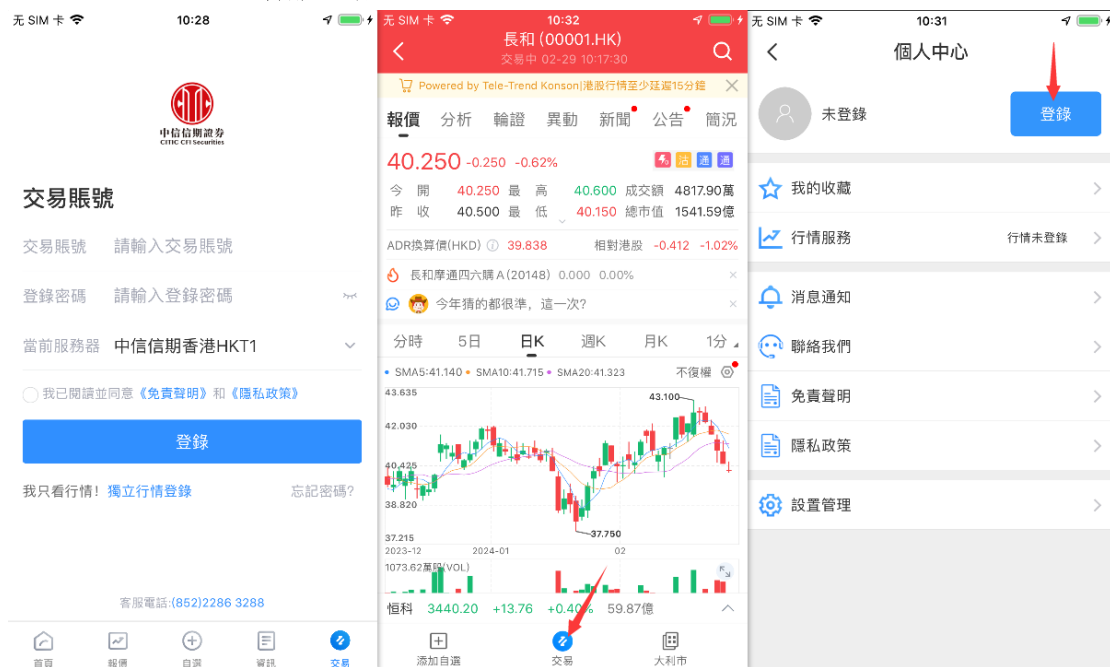 无 SIM 卡 10:28
中信信期證券
CITIC CFI Securities
交易賬號
交易賬號 請輸入交易賬號
登錄密碼 請輸入登錄密碼
當前服務器 中信信期香港HKT1
我已閱讀並同意《免責聲明》和《隱私政策》
登錄
我只看行情！獨立行情登錄 忘記密碼?
客服電話:(852)2286 3288
首頁 報價 自選 資訊 交易
无 SIM 卡 10:32
長和(00001.HK)
交易中 02-29 10:17:30
Powered by Tele-Trend Konson|港股行情至少延遲15分鐘
報價 分析 輪證 異動 新聞 公告 簡況
40.250 -0.250 -0.62% 沽 通 通
今 開 40.250 最 高 40.600 成交額 4817.90萬
昨 收 40.500 最 低 40.150 總市值 1541.59億
ADR換算價(HKD) 39.838 相對港股 -0.412 -1.02%
長和摩通四六購A(20148) 0.000 0.00%
今年猜的都很準，這一次?
分時 5日 日K 週K 月K 1分
SMA5:41.140 SMA10:41.715 SMA20:41.323 不復權
43.635
43.100
42.030
40.425
38.820
37.750
37.215
2023-12 2024-01 02
1073.62萬股(VOL)
恒科 3440.20 +13.76 +0.40% 59.87億
添加自選 交易 大利市
无 SIM 卡 10:31
個人中心
未登錄 登錄
我的收藏
行情服務 行情未登錄
消息通知
聯絡我們
免責聲明
隱私政策
設置管理